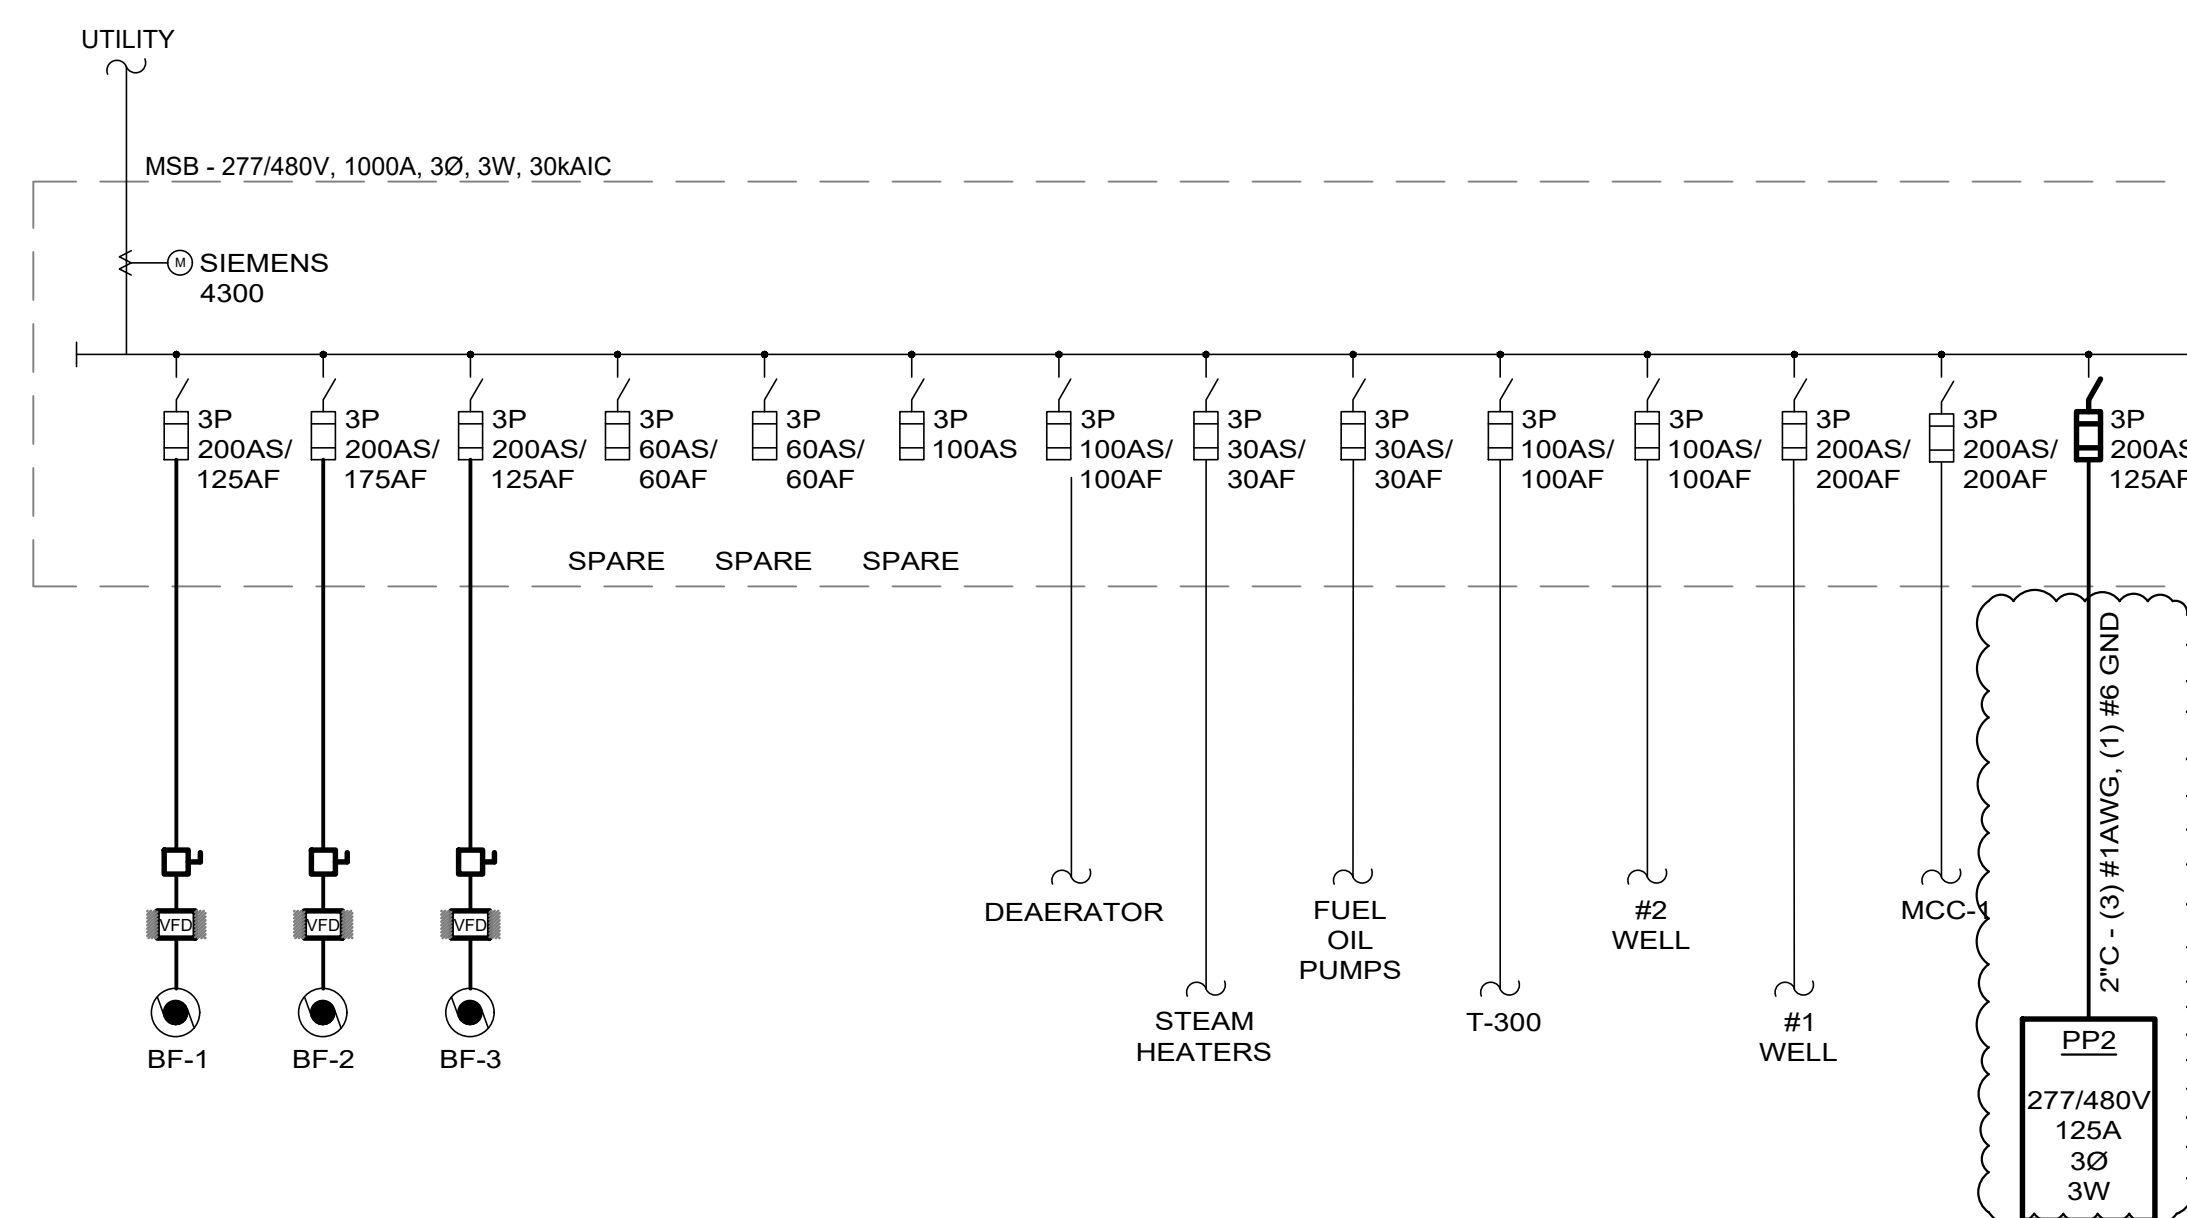 UTILITY
MSB - 277/480V, 1000A, 3Ø, 3W, 30kAIC
M
SIEMENS
4300
3P
200AS/
125AF
3P
200AS/
175AF
3P
200AS/
125AF
3P
60AS/
60AF
3P
60AS/
60AF
3P
100AS
3P
100AS/
100AF
3P
30AS/
30AF
3P
30AS/
30AF
3P
100AS/
100AF
3P
100AS/
100AF
3P
200AS/
200AF
3P
200AS/
200AF
3P
200AS
125AF
SPARE
SPARE
SPARE
2"C - (3) #1AWG, (1) #6 GND
VFD
VFD
VFD
BF-1
BF-2
BF-3
DEAERATOR
STEAM
HEATERS
FUEL
OIL
PUMPS
T-300
#2
WELL
#1
WELL
MCC-1
PP2
277/480V
125A
3Ø
3W